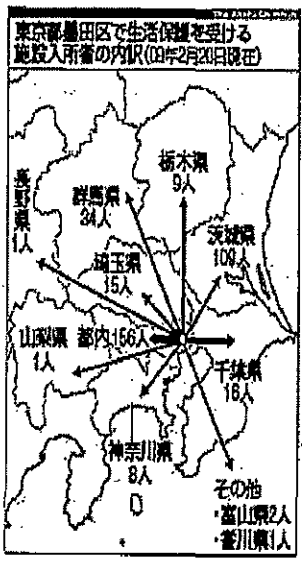 東京都墨田区で生活保護を受ける
施設入所者の内訳(09年2月20日現在)
栃木県
9人
長野県
1人
群馬県
34人
茨城県
109人
埼玉県
15人
山梨県
1人
都内156人
千葉県
16人
神奈川県
8人
その他
・富山県2人
・香川県1人